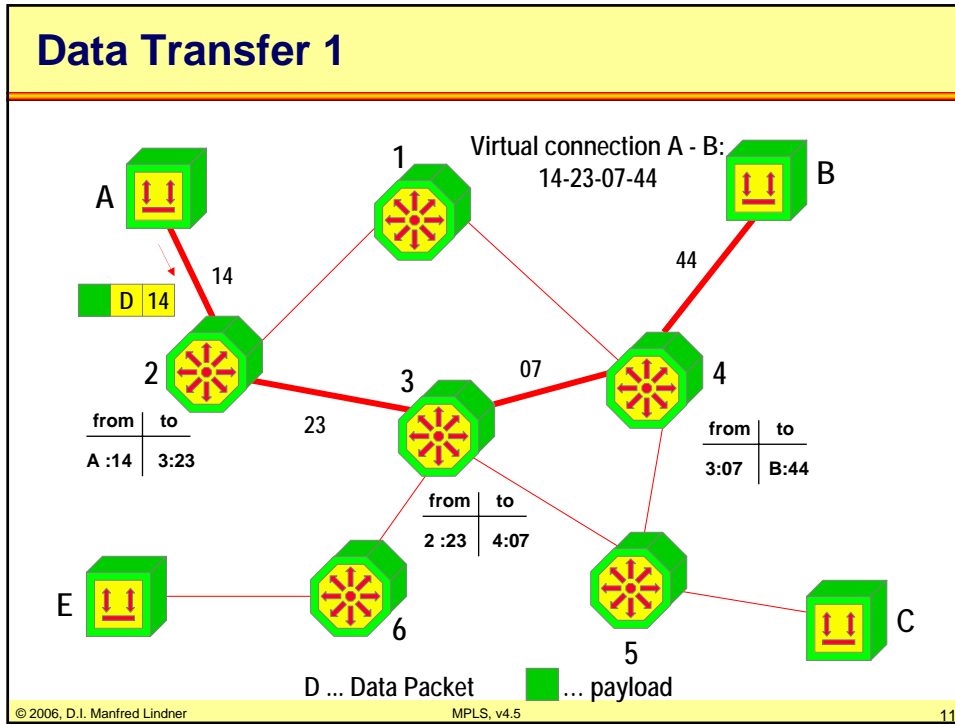 Data Transfer 1
Virtual connection A - B:
14-23-07-44
A
1
B
14
44
D 14
2
3
07
4
23
from to
A :14 3:23
from to
3:07 B:44
from to
2 :23 4:07
E
6
5
C
D ... Data Packet ... payload
© 2006, D.I. Manfred Lindner MPLS, v4.5 11